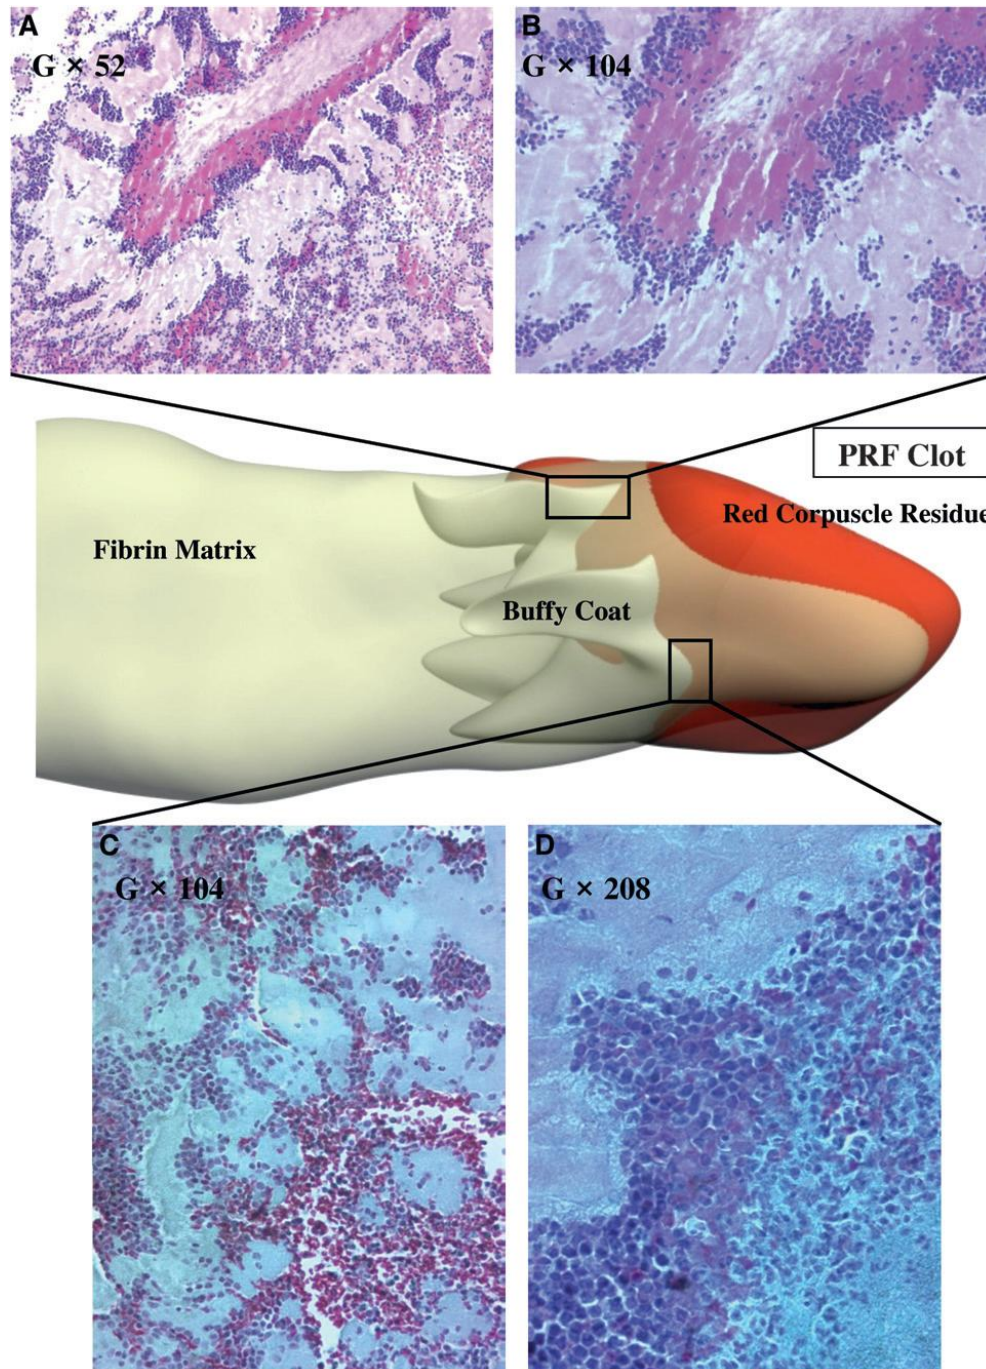 A
G × 52
B
G × 104
PRF Clot
Red Corpuscle Residue
Fibrin Matrix
Buffy Coat
C
G × 104
D
G × 208